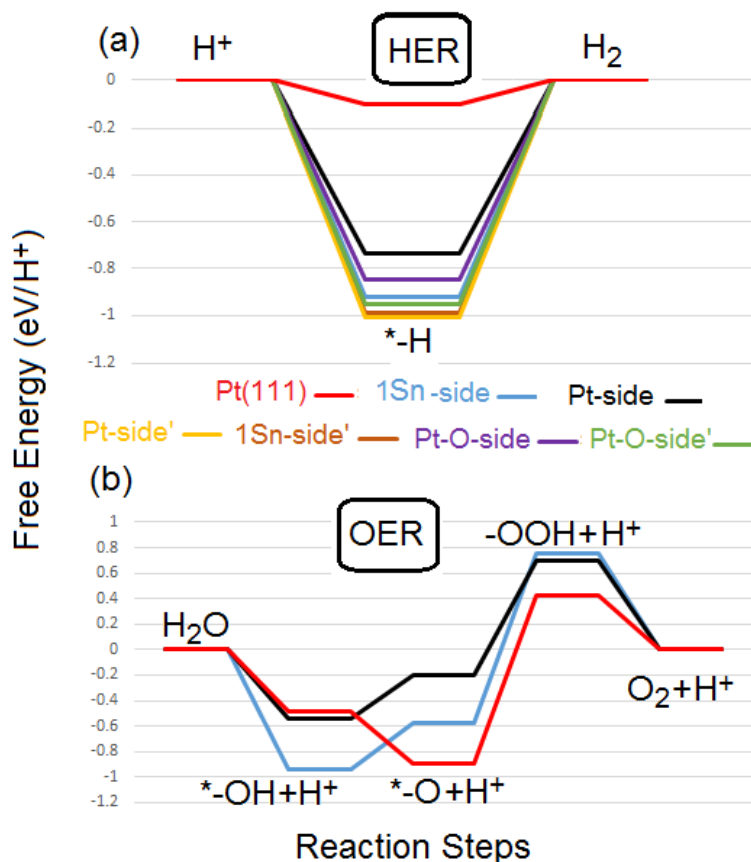 (a)
H⁺ HER H₂
0
-0.2
-0.4
-0.6
-0.8
-1
-1.2
*-H
Free Energy (eV/H⁺)
Pt(111) 1Sn-side Pt-side
Pt-side' 1Sn-side' Pt-O-side Pt-O-side'
(b)
OER
1
0.8
0.6
0.4
0.2
0
-0.2
-0.4
-0.6
-0.8
-1
-1.2
H₂O
*-OH+H⁺
*-O+H⁺
-OOH+H⁺
O₂+H⁺
Reaction Steps